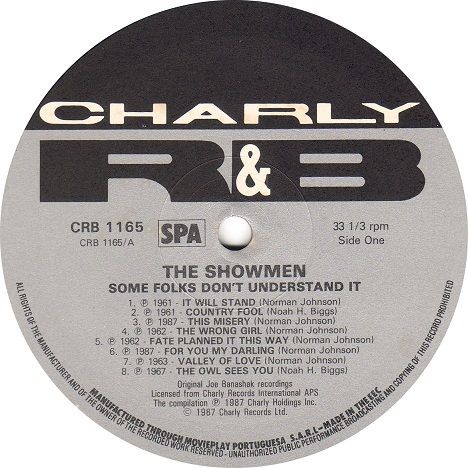 CHARLY
R&B
CRB 1165
CRB 1165/A
SPA
33 1/3 rpm
Side One
THE SHOWMEN
SOME FOLKS DON'T UNDERSTAND IT
1. ℗ 1961 - IT WILL STAND (Norman Johnson)
2. ℗ 1961 - COUNTRY FOOL (Noah H. Biggs)
3. ℗ 1987 - THIS MISERY (Norman Johnson)
4. ℗ 1962 - THE WRONG GIRL (Norman Johnson)
5. ℗ 1962 - FATE PLANNED IT THIS WAY (Norman Johnson)
6. ℗ 1987 - FOR YOU MY DARLING (Norman Johnson)
7. ℗ 1963 - VALLEY OF LOVE (Norman Johnson)
8. ℗ 1967 - THE OWL SEES YOU (Noah H. Biggs)
Original Joe Banashak recordings
Licensed from Charly Records International APS
The compilation ℗ 1987 Charly Holdings Inc.
© 1987 Charly Records Ltd.
MANUFACTURED THROUGH MOVIEPLAY PORTUGUESA S.A.R.L-MADE IN THE EEC
ALL RIGHTS OF THE MANUFACTURER AND OF THE OWNER OF THE RECORDED WORK RESERVED - UNAUTHORIZED PUBLIC PERFORMANCE BROADCASTING AND COPYING OF THIS RECORD PROHIBITED